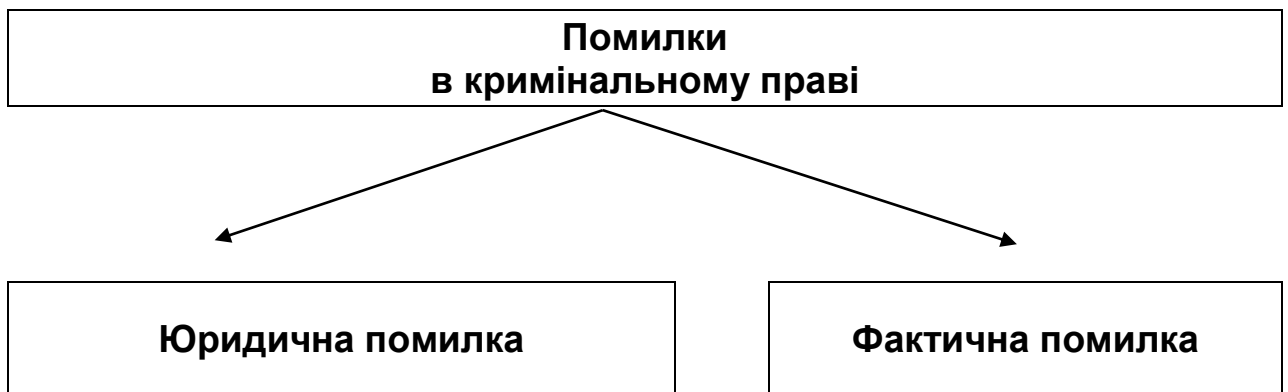 Помилки
в кримінальному праві
Юридична помилка
Фактична помилка